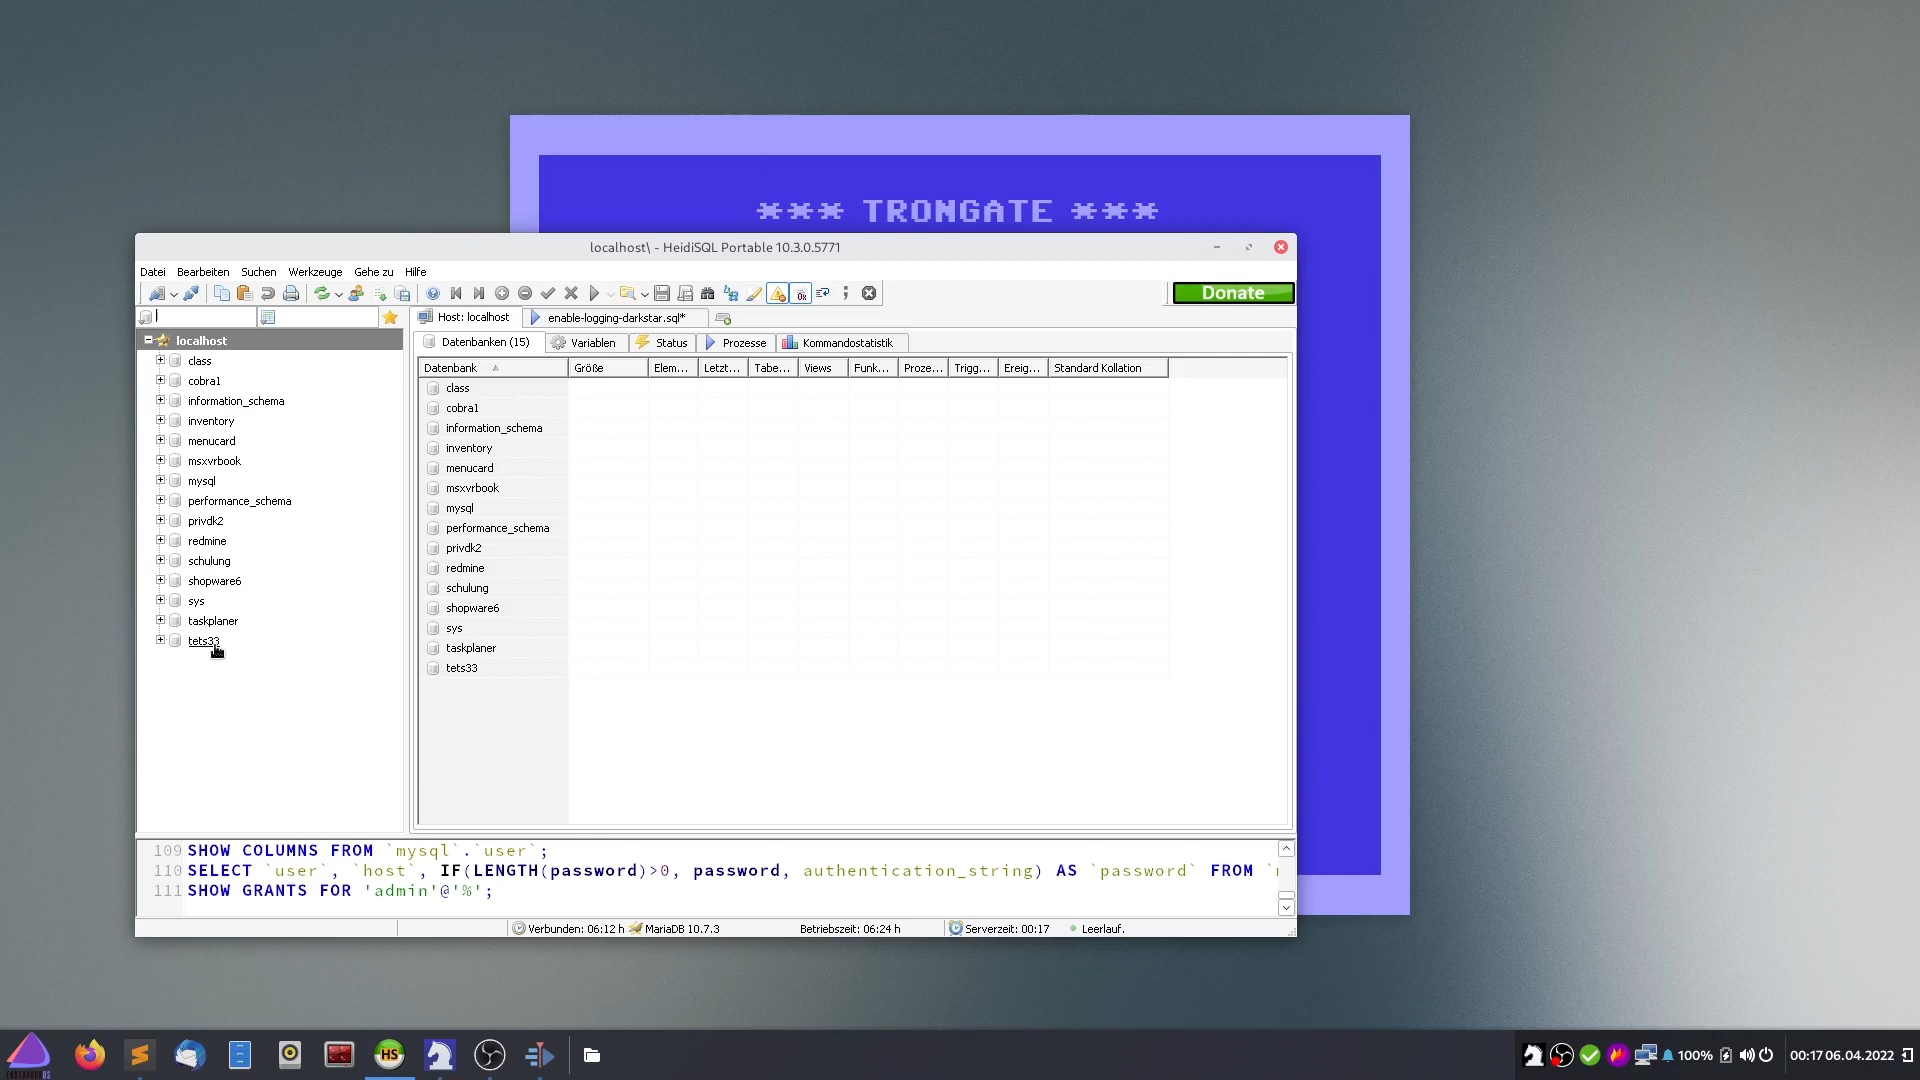 *** TRONGATE ***
localhost\ - HeidiSQL Portable 10.3.0.5771
Datei Bearbeiten Suchen Werkzeuge Gehe zu Hilfe
Donate
Host: localhost enable-logging-darkstar.sql*
localhost
class
cobra1
information_schema
inventory
menucard
msxvrbook
mysql
performance_schema
privdk2
redmine
schulung
shopware6
sys
taskplaner
tets33
Datenbanken (15) Variablen Status Prozesse Kommandostatistik
Datenbank Größe Elem... Letzt... Tabe... Views Funk... Proze... Trigg... Ereig... Standard Kollation
class
cobra1
information_schema
inventory
menucard
msxvrbook
mysql
performance_schema
privdk2
redmine
schulung
shopware6
sys
taskplaner
tets33
109 SHOW COLUMNS FROM `mysql`.`user`;
110 SELECT `user`, `host`, IF(LENGTH(password)>0, password, authentication_string) AS `password` FROM `
111 SHOW GRANTS FOR 'admin'@'%';
Verbunden: 06:12 h MariaDB 10.7.3 Betriebszeit: 06:24 h Serverzeit: 00:17 Leerlauf.
HS
100% 00:17 06.04.2022